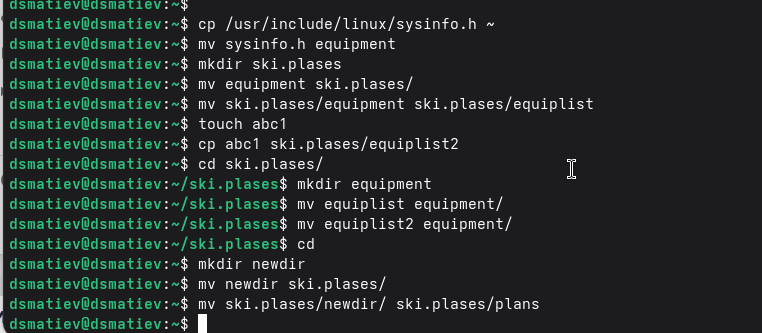 dsmatiev@dsmatiev:~$
dsmatiev@dsmatiev:~$ cp /usr/include/linux/sysinfo.h ~
dsmatiev@dsmatiev:~$ mv sysinfo.h equipment
dsmatiev@dsmatiev:~$ mkdir ski.plases
dsmatiev@dsmatiev:~$ mv equipment ski.plases/
dsmatiev@dsmatiev:~$ mv ski.plases/equipment ski.plases/equiplist
dsmatiev@dsmatiev:~$ touch abc1
dsmatiev@dsmatiev:~$ cp abc1 ski.plases/equiplist2
dsmatiev@dsmatiev:~$ cd ski.plases/
dsmatiev@dsmatiev:~/ski.plases$ mkdir equipment
dsmatiev@dsmatiev:~/ski.plases$ mv equiplist equipment/
dsmatiev@dsmatiev:~/ski.plases$ mv equiplist2 equipment/
dsmatiev@dsmatiev:~/ski.plases$ cd
dsmatiev@dsmatiev:~$ mkdir newdir
dsmatiev@dsmatiev:~$ mv newdir ski.plases/
dsmatiev@dsmatiev:~$ mv ski.plases/newdir/ ski.plases/plans
dsmatiev@dsmatiev:~$